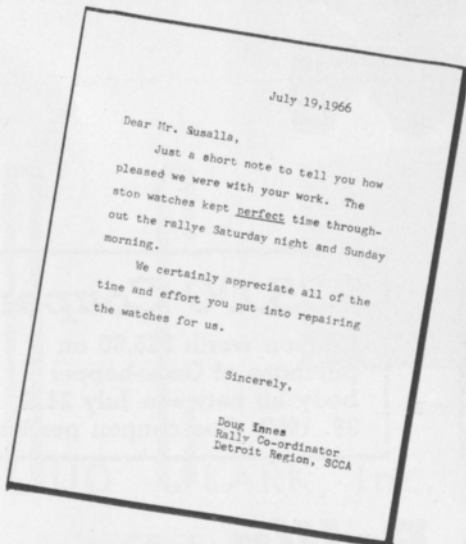 July 19,1966
Dear Mr. Susalla,
Just a short note to tell you how
pleased we were with your work. The
stop watches kept perfect time through-
out the rallye Saturday night and Sunday
morning.
We certainly appreciate all of the
time and effort you put into repairing
the watches for us.
Sincerely,
Doug Innes
Rally Co-ordinator
Detroit Region, SCCA